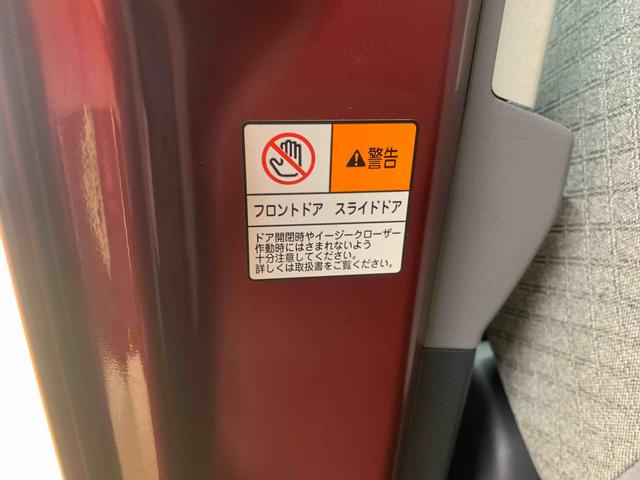 警告
フロントドア スライドドア
ドア開閉時やイージークローザー
作動時にはさまれないよう
十分注意してください。
詳しくは取扱書をご覧ください。